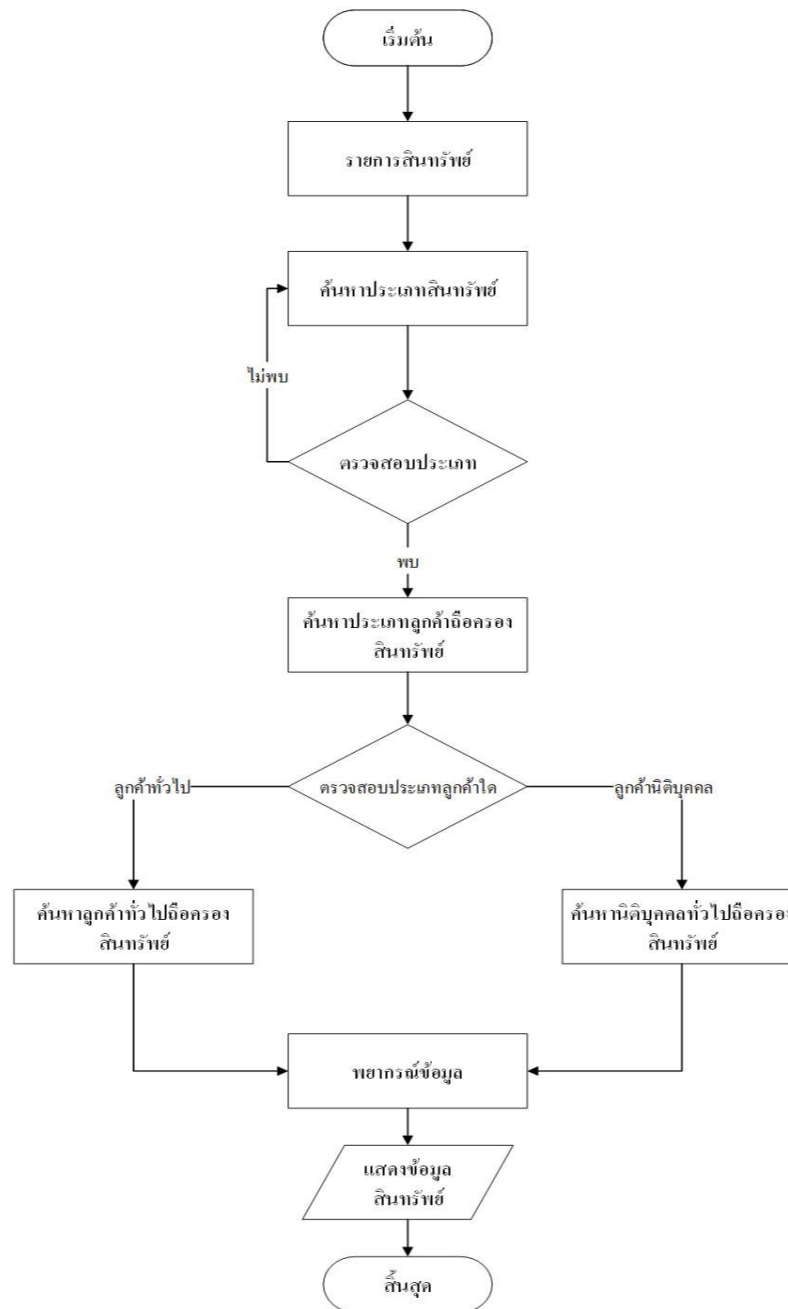 เริ่มต้น
รายการสินทรัพย์
ค้นหาประเภทสินทรัพย์
ไม่พบ
ตรวจสอบประเภท
พบ
ค้นหาประเภทลูกค้าถือครอง
สินทรัพย์
ลูกค้าทั่วไป
ตรวจสอบประเภทลูกค้าใด
ลูกค้านิติบุคคล
ค้นหาลูกค้าทั่วไปถือครอง
สินทรัพย์
ค้นหานิติบุคคลทั่วไปถือครอง
สินทรัพย์
พยากรณ์ข้อมูล
แสดงข้อมูล
สินทรัพย์
สิ้นสุด